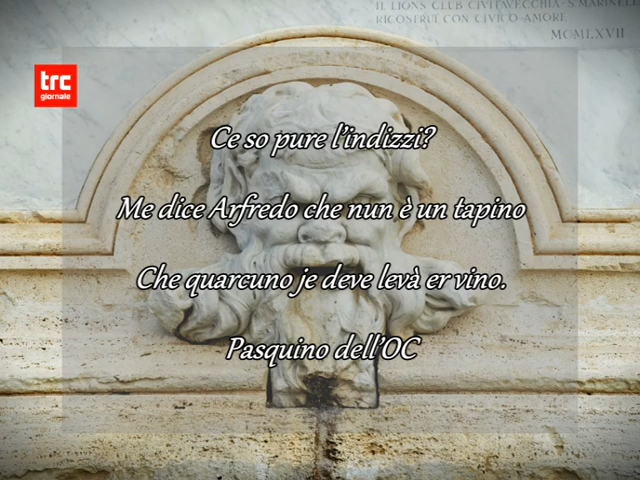 IL LIONS CLUB CIVITAVECCHIA-S. MARINELLA
RICOSTRUÌ CON CIVICO AMORE
MCMLXVII
trc
giornale
Ce so pure l'indizzi?
Me dice Arfredo che nun è un tapino
Che quarcuno je deve levà er vino.
Pasquino dell'OC